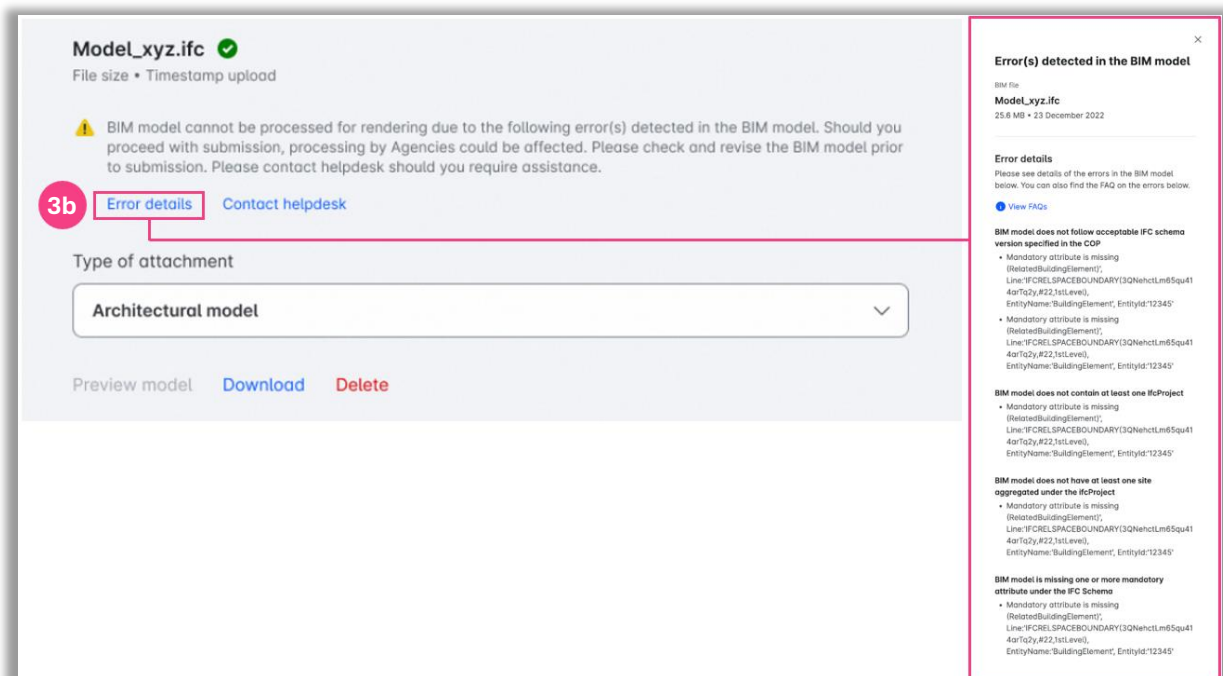 Model_xyz.ifc
File size • Timestamp upload
BIM model cannot be processed for rendering due to the following error(s) detected in the BIM model. Should you
proceed with submission, processing by Agencies could be affected. Please check and revise the BIM model prior
to submission. Please contact helpdesk should you require assistance.
3b
Error details
Contact helpdesk
Type of attachment
Architectural model
Preview model
Download
Delete
Error(s) detected in the BIM model
BIM file
Model_xyz.ifc
25.6 MB • 23 December 2022
Error details
Please see details of the errors in the BIM model
below. You can also find the FAQ on the errors below.
View FAQs
BIM model does not follow acceptable IFC schema
version specified in the COP
• Mandatory attribute is missing
(RelatedBuildingElement)',
Line:'IFCRELSPACEBOUNDARY(3QNehctLm65qu41
4arTq2y,#22,1stLevel),
EntityName:'BuildingElement', EntityId:'12345'
• Mandatory attribute is missing
(RelatedBuildingElement)',
Line:'IFCRELSPACEBOUNDARY(3QNehctLm65qu41
4arTq2y,#22,1stLevel),
EntityName:'BuildingElement', EntityId:'12345'
BIM model does not contain at least one IfcProject
• Mandatory attribute is missing
(RelatedBuildingElement)',
Line:'IFCRELSPACEBOUNDARY(3QNehctLm65qu41
4arTq2y,#22,1stLevel),
EntityName:'BuildingElement', EntityId:'12345'
BIM model does not have at least one site
aggregated under the ifcProject
• Mandatory attribute is missing
(RelatedBuildingElement)',
Line:'IFCRELSPACEBOUNDARY(3QNehctLm65qu41
4arTq2y,#22,1stLevel),
EntityName:'BuildingElement', EntityId:'12345'
BIM model is missing one or more mandatory
attribute under the IFC Schema
• Mandatory attribute is missing
(RelatedBuildingElement)',
Line:'IFCRELSPACEBOUNDARY(3QNehctLm65qu41
4arTq2y,#22,1stLevel),
EntityName:'BuildingElement', EntityId:'12345'